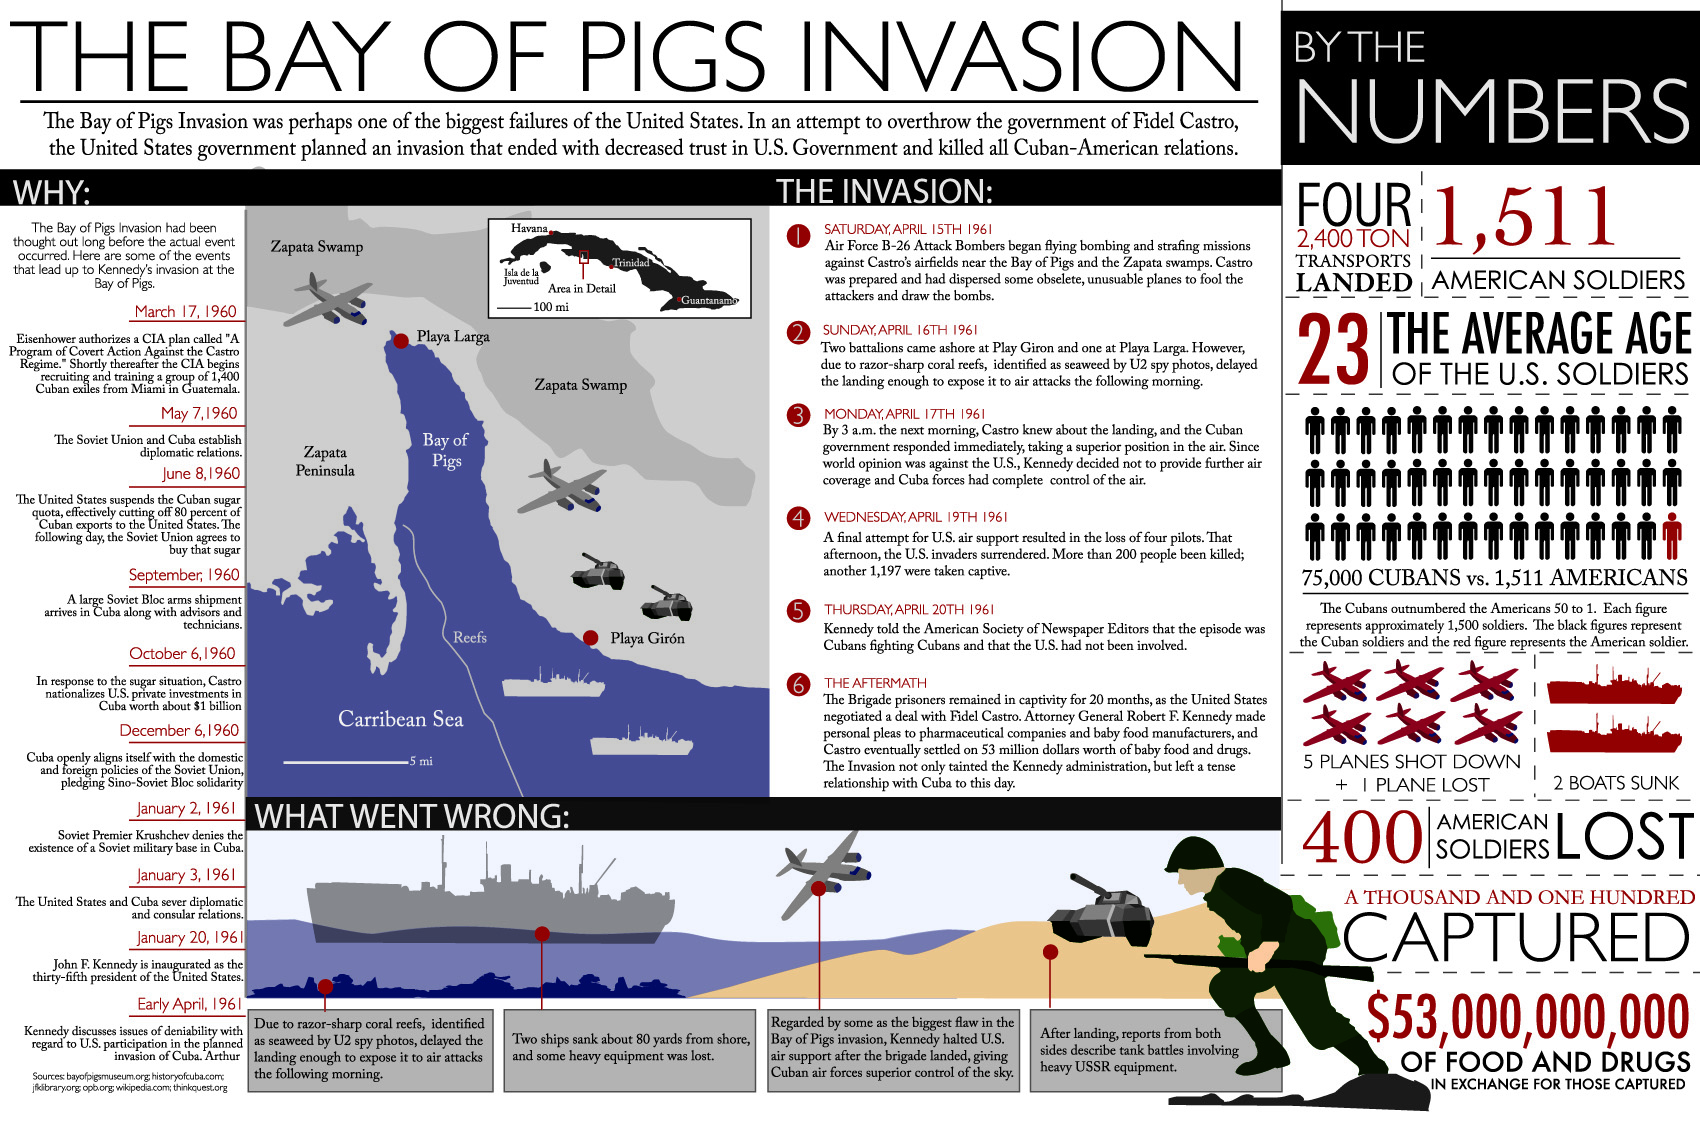 THE BAY OF PIGS INVASION
The Bay of Pigs Invasion was perhaps one of the biggest failures of the United States. In an attempt to overthrow the government of Fidel Castro,
the United States government planned an invasion that ended with decreased trust in U.S. Government and killed all Cuban-American relations.
WHY:
The Bay of Pigs Invasion had been
thought out long before the actual event
occurred. Here are some of the events
that lead up to Kennedy's invasion at the
Bay of Pigs.
March 17, 1960
Eisenhower authorizes a CIA plan called "A
Program of Covert Action Against the Castro
Regime." Shortly thereafter the CIA begins
recruiting and training a group of 1,400
Cuban exiles from Miami in Guatemala.
May 7,1960
The Soviet Union and Cuba establish
diplomatic relations.
June 8,1960
The United States suspends the Cuban sugar
quota, effectively cutting off 80 percent of
Cuban exports to the United States. The
following day, the Soviet Union agrees to
buy that sugar
September, 1960
A large Soviet Bloc arms shipment
arrives in Cuba along with advisors and
technicians.
October 6,1960
In response to the sugar situation, Castro
nationalizes U.S. private investments in
Cuba worth about $1 billion
December 6,1960
Cuba openly aligns itself with the domestic
and foreign policies of the Soviet Union,
pledging Sino-Soviet Bloc solidarity
January 2, 1961
Soviet Premier Krushchev denies the
existence of a Soviet military base in Cuba.
January 3, 1961
The United States and Cuba sever diplomatic
and consular relations.
January 20, 1961
John F. Kennedy is inaugurated as the
thirty-fifth president of the United States.
Early April, 1961
Kennedy discusses issues of deniability with
regard to U.S. participation in the planned
invasion of Cuba. Arthur
Sources: bayofpigsmuseum.org; historyofcuba.com;
jfklibrary.org; opb.org; wikipedia.com; thinkquest.org
Zapata Swamp
Havana
Isla de la
Juventud
Trinidad
Area in Detail
Guantanamo
100 mi
Playa Larga
Zapata Swamp
Zapata
Peninsula
Bay of
Pigs
Reefs
Playa Girón
Carribean Sea
5 mi
THE INVASION:
1
SATURDAY, APRIL 15TH 1961
Air Force B-26 Attack Bombers began flying bombing and strafing missions
against Castro's airfields near the Bay of Pigs and the Zapata swamps. Castro
was prepared and had dispersed some obselete, unusable planes to fool the
attackers and draw the bombs.
2
SUNDAY, APRIL 16TH 1961
Two battalions came ashore at Play Giron and one at Playa Larga. However,
due to razor-sharp coral reefs, identified as seaweed by U2 spy photos, delayed
the landing enough to expose it to air attacks the following morning.
3
MONDAY, APRIL 17TH 1961
By 3 a.m. the next morning, Castro knew about the landing, and the Cuban
government responded immediately, taking a superior position in the air. Since
world opinion was against the U.S., Kennedy decided not to provide further air
coverage and Cuba forces had complete control of the air.
4
WEDNESDAY, APRIL 19TH 1961
A final attempt for U.S. air support resulted in the loss of four pilots. That
afternoon, the U.S. invaders surrendered. More than 200 people been killed;
another 1,197 were taken captive.
5
THURSDAY, APRIL 20TH 1961
Kennedy told the American Society of Newspaper Editors that the episode was
Cubans fighting Cubans and that the U.S. had not been involved.
6
THE AFTERMATH
The Brigade prisoners remained in captivity for 20 months, as the United States
negotiated a deal with Fidel Castro. Attorney General Robert F. Kennedy made
personal pleas to pharmaceutical companies and baby food manufacturers, and
Castro eventually settled on 53 million dollars worth of baby food and drugs.
The Invasion not only tainted the Kennedy administration, but left a tense
relationship with Cuba to this day.
WHAT WENT WRONG:
Due to razor-sharp coral reefs, identified
as seaweed by U2 spy photos, delayed the
landing enough to expose it to air attacks
the following morning.
Two ships sank about 80 yards from shore,
and some heavy equipment was lost.
Regarded by some as the biggest flaw in the
Bay of Pigs invasion, Kennedy halted U.S.
air support after the brigade landed, giving
Cuban air forces superior control of the sky.
After landing, reports from both
sides describe tank battles involving
heavy USSR equipment.
BY THE
NUMBERS
FOUR
2,400 TON
TRANSPORTS
LANDED
1,511
AMERICAN SOLDIERS
23
THE AVERAGE AGE
OF THE U.S. SOLDIERS
75,000 CUBANS vs. 1,511 AMERICANS
The Cubans outnumbered the Americans 50 to 1. Each figure
represents approximately 1,500 soldiers. The black figures represent
the Cuban soldiers and the red figure represents the American soldier.
5 PLANES SHOT DOWN
+ 1 PLANE LOST
2 BOATS SUNK
400
AMERICAN
SOLDIERS
LOST
A THOUSAND AND ONE HUNDRED
CAPTURED
$53,000,000,000
OF FOOD AND DRUGS
IN EXCHANGE FOR THOSE CAPTURED